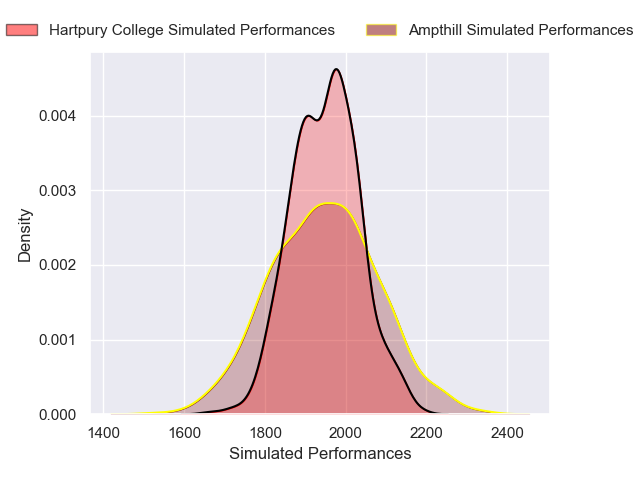 Hartpury College Simulated Performances
Ampthill Simulated Performances
Density
0.004
0.003
0.002
0.001
0.000
1400 1600 1800 2000 2200 2400
Simulated Performances